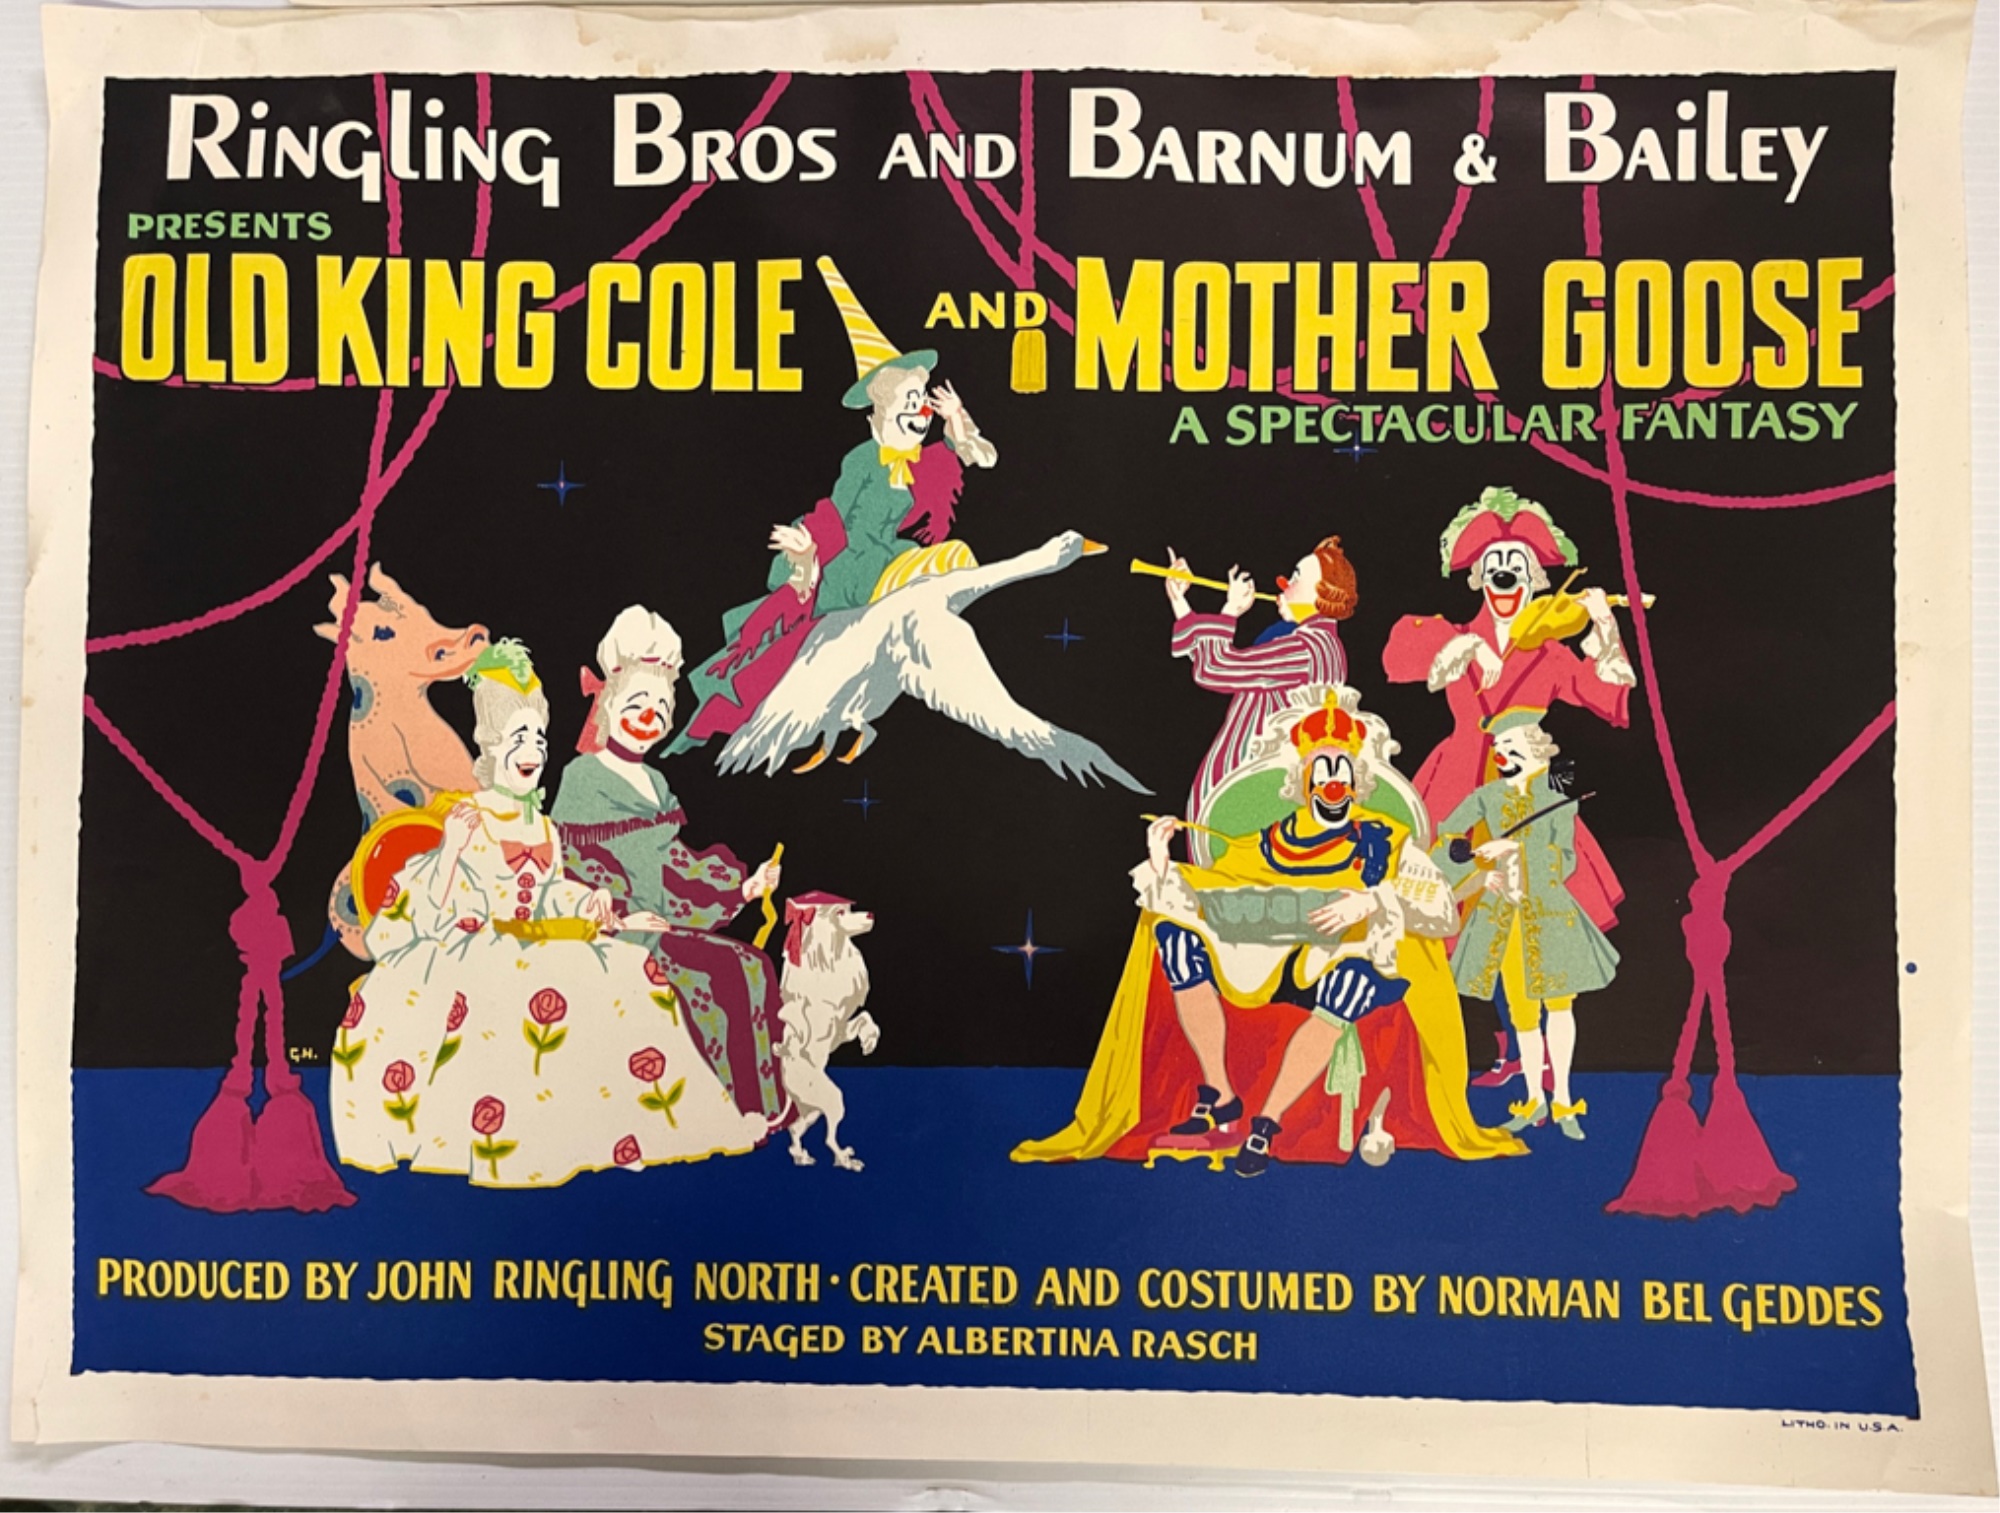 Ringling Bros and Barnum & Bailey
PRESENTS
OLD KING COLE AND MOTHER GOOSE
A SPECTACULAR FANTASY
G.H.
PRODUCED BY JOHN RINGLING NORTH · CREATED AND COSTUMED BY NORMAN BEL GEDDES
STAGED BY ALBERTINA RASCH
LITHO. IN U.S.A.